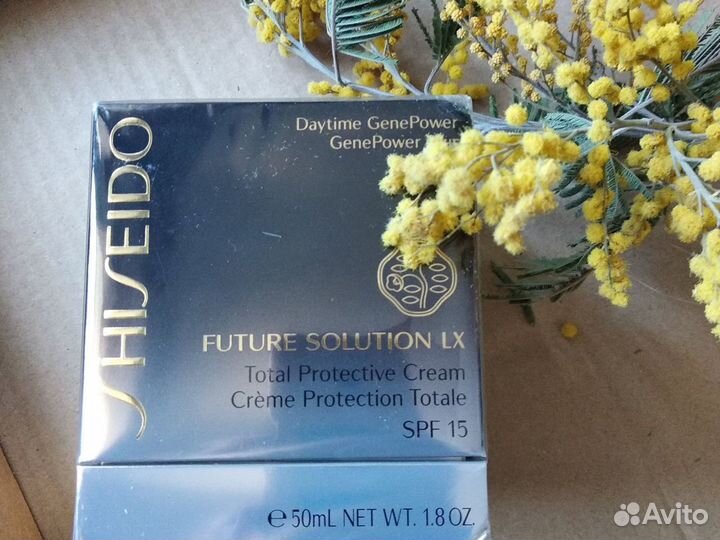 SHISEIDO
Daytime GenePower
GenePower
FUTURE SOLUTION LX
Total Protective Cream
Crème Protection Totale
SPF 15
℮50mL NET WT. 1.8 OZ.
Avito